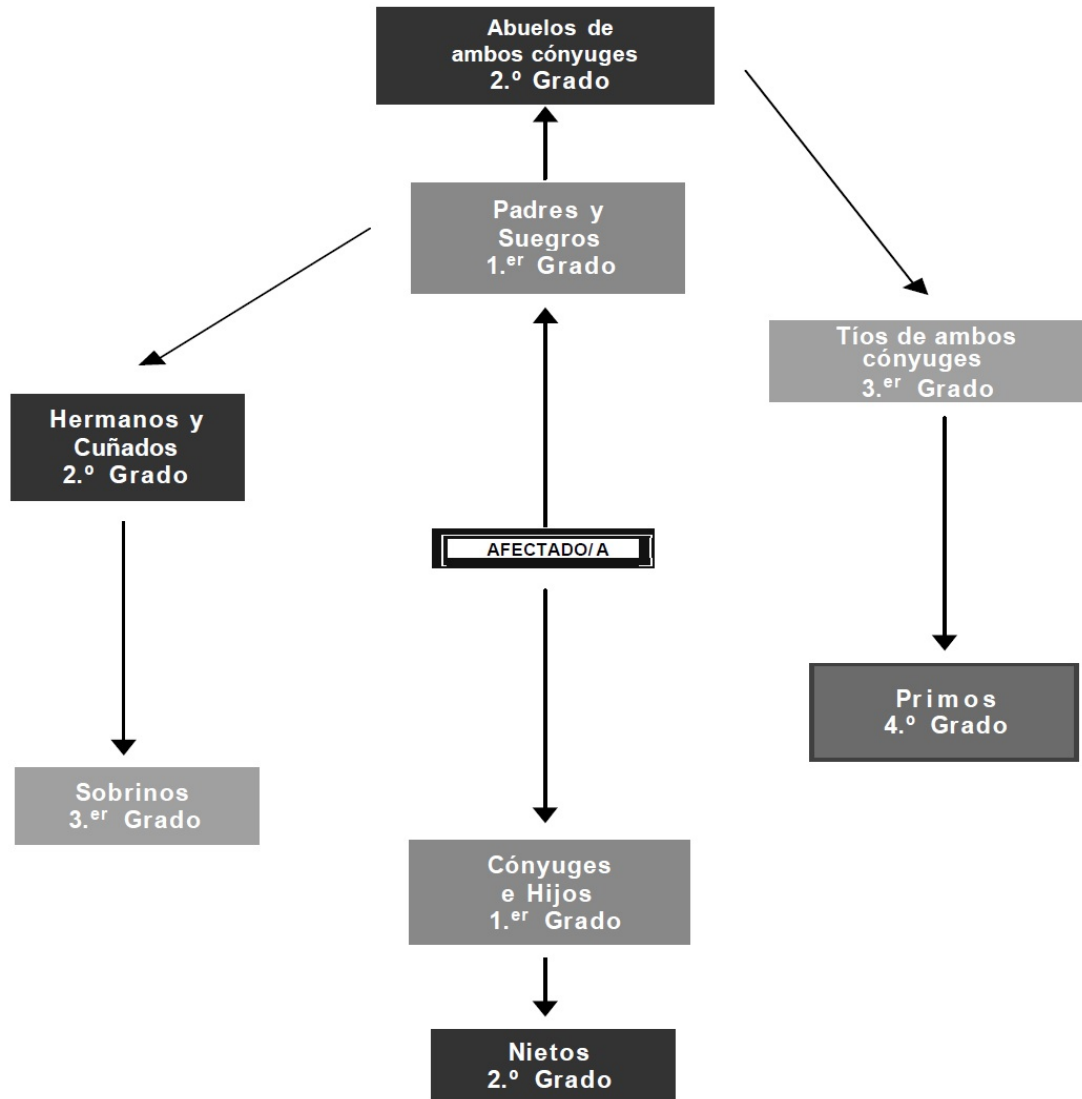 Abuelos de
ambos cónyuges
2.º Grado
Padres y
Suegros
1.er Grado
Tíos de ambos
cónyuges
3.er Grado
Hermanos y
Cuñados
2.º Grado
AFECTADO/A
Primos
4.º Grado
Sobrinos
3.er Grado
Cónyuges
e Hijos
1.er Grado
Nietos
2.º Grado